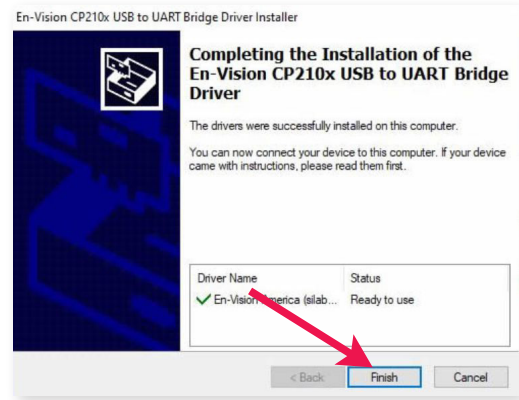 En-Vision CP210x USB to UART Bridge Driver Installer
Completing the Installation of the
En-Vision CP210x USB to UART Bridge
Driver
The drivers were successfully installed on this computer.
You can now connect your device to this computer. If your device
came with instructions, please read them first.
Driver Name Status
En-Vision America (silab... Ready to use
< Back Finish Cancel